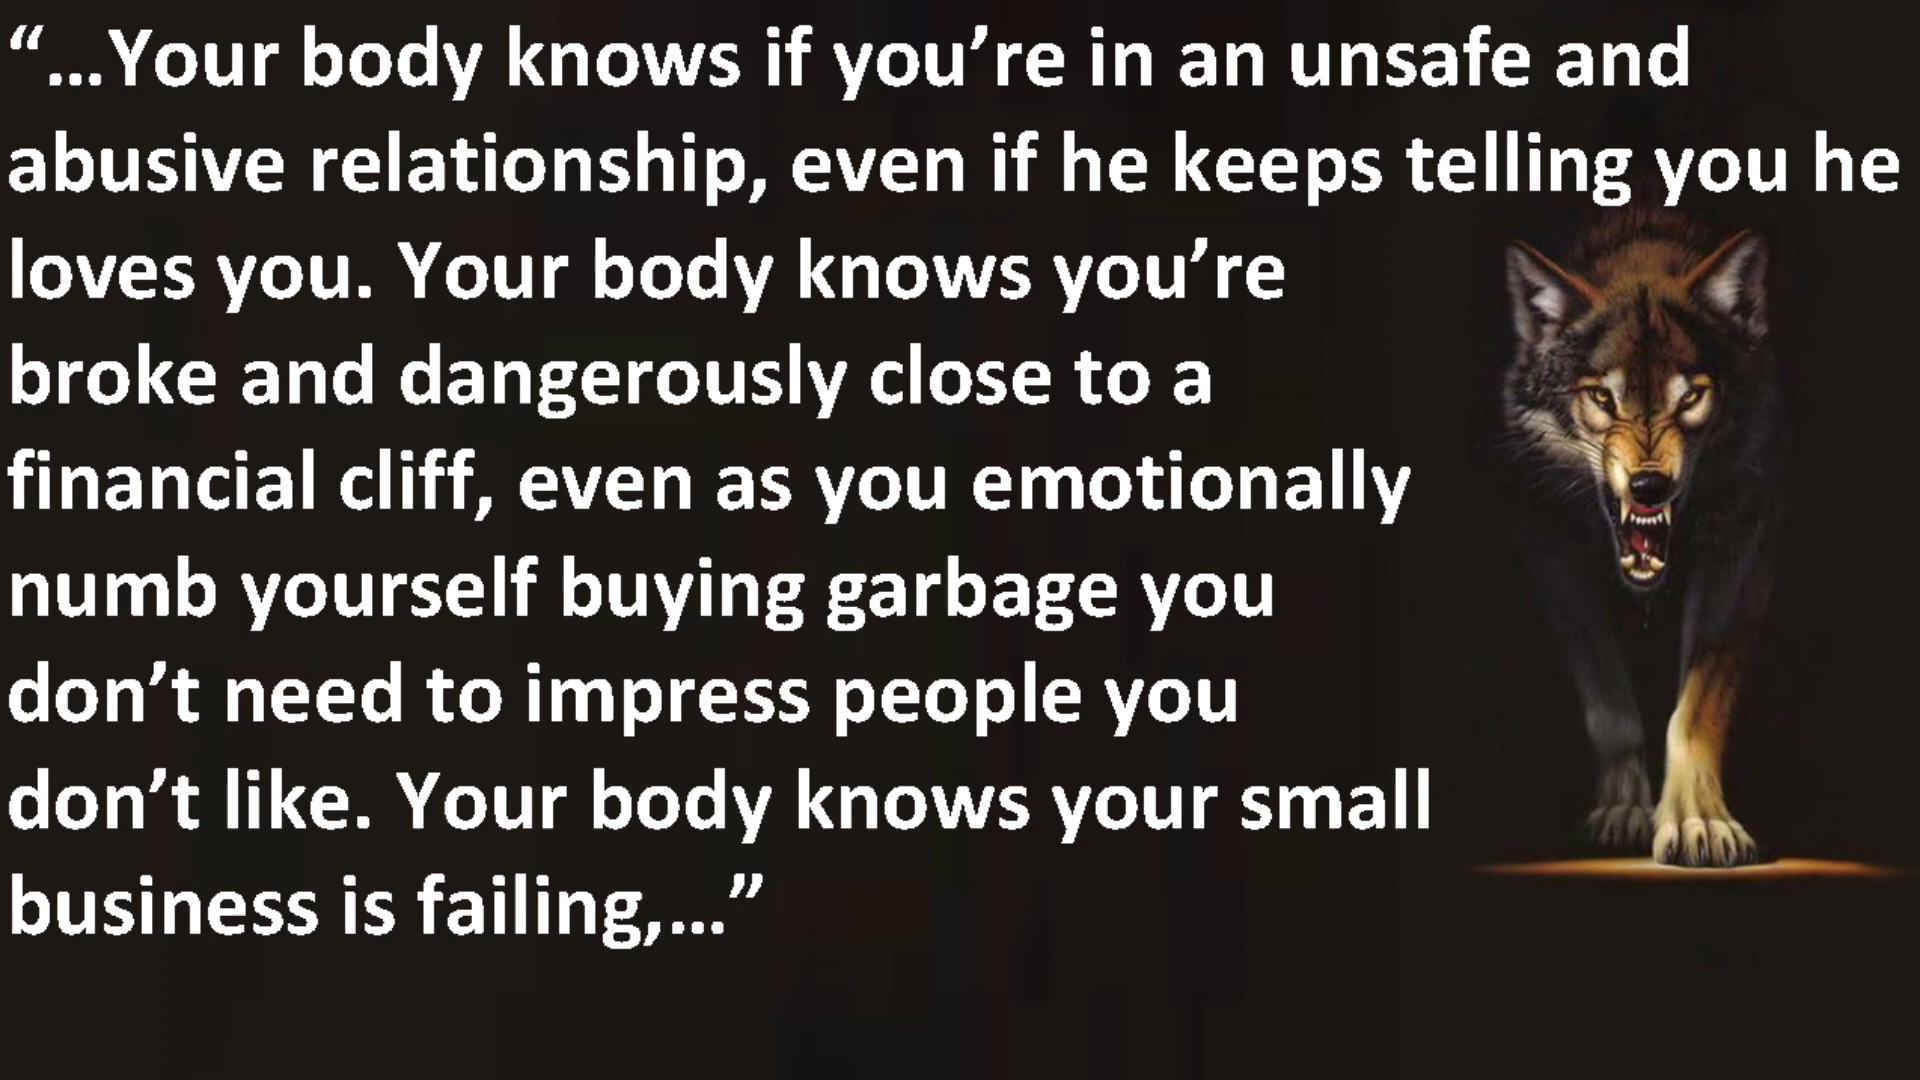 “…Your body knows if you’re in an unsafe and
abusive relationship, even if he keeps telling you he
loves you. Your body knows you’re
broke and dangerously close to a
financial cliff, even as you emotionally
numb yourself buying garbage you
don’t need to impress people you
don’t like. Your body knows your small
business is failing,…”